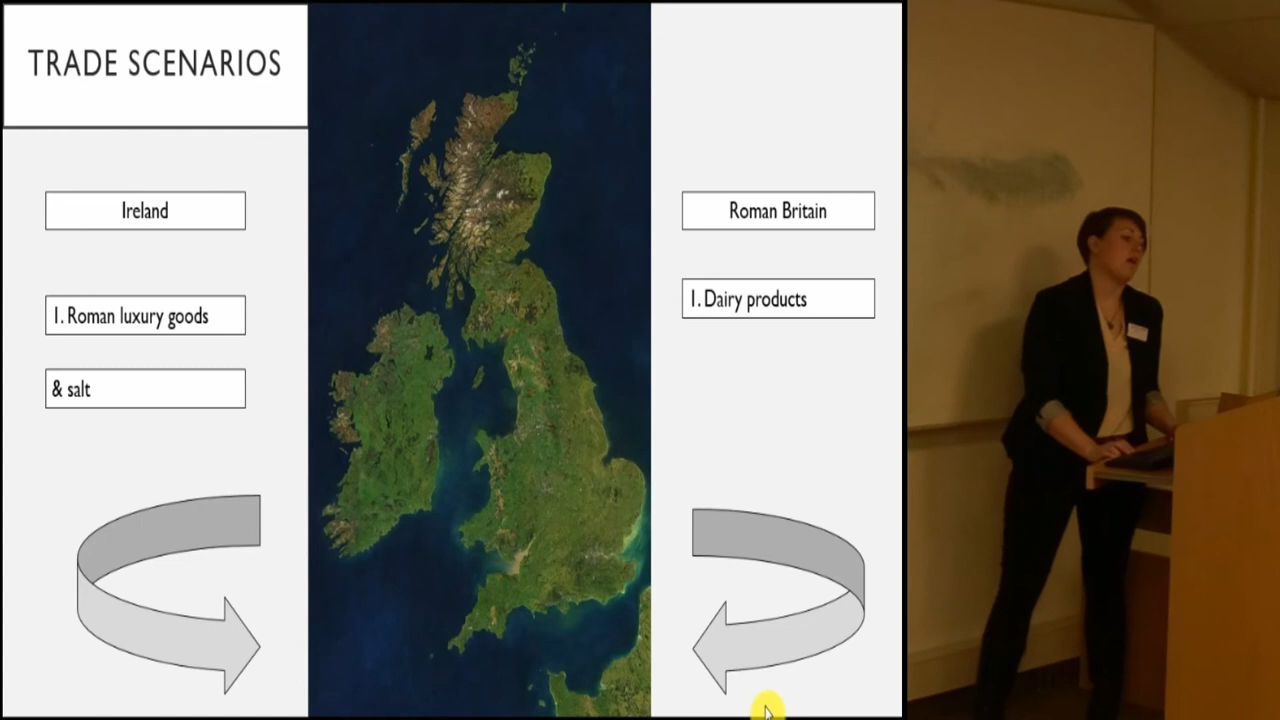 TRADE SCENARIOS
Ireland
1. Roman luxury goods
& salt
Roman Britain
1. Dairy products